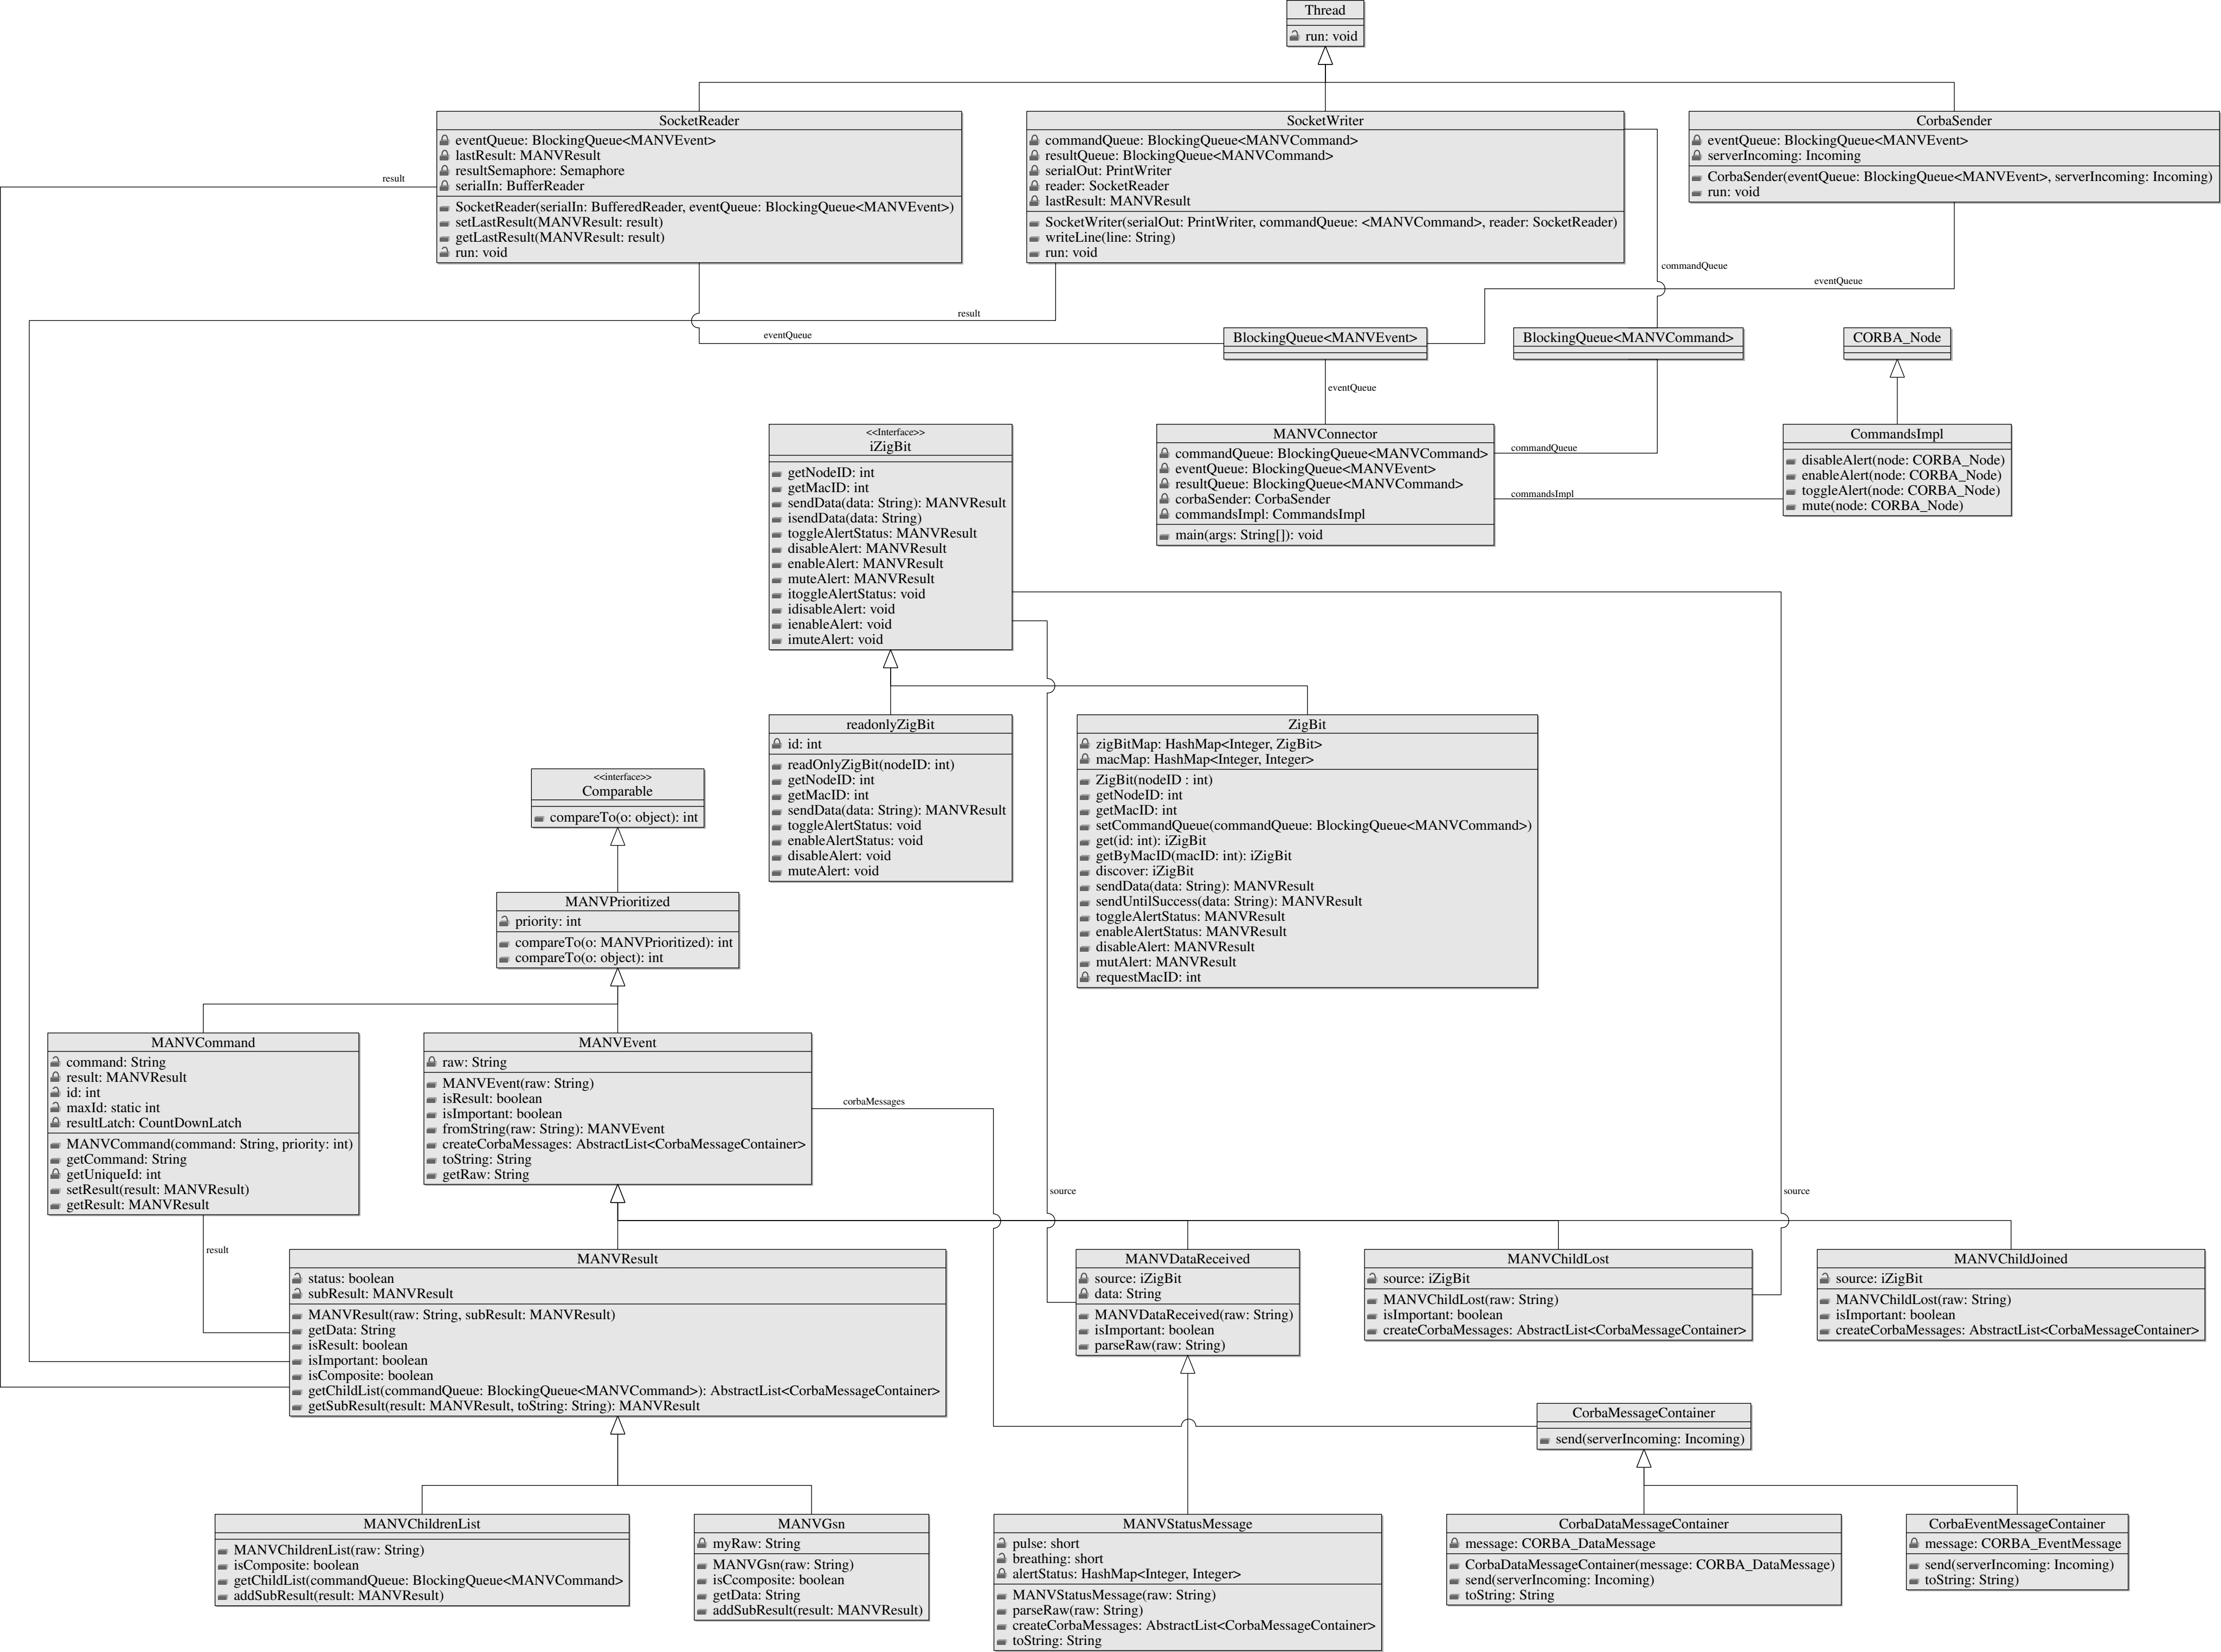 Thread
run: void
SocketReader
eventQueue: BlockingQueue<MANVEvent>
lastResult: MANVResult
resultSemaphore: Semaphore
serialIn: BufferReader
SocketReader(serialIn: BufferedReader, eventQueue: BlockingQueue<MANVEvent>)
setLastResult(MANVResult: result)
getLastResult(MANVResult: result)
run: void
SocketWriter
commandQueue: BlockingQueue<MANVCommand>
resultQueue: BlockingQueue<MANVCommand>
serialOut: PrintWriter
reader: SocketReader
lastResult: MANVResult
SocketWriter(serialOut: PrintWriter, commandQueue: <MANVCommand>, reader: SocketReader)
writeLine(line: String)
run: void
CorbaSender
eventQueue: BlockingQueue<MANVEvent>
serverIncoming: Incoming
CorbaSender(eventQueue: BlockingQueue<MANVEvent>, serverIncoming: Incoming)
run: void
result
commandQueue
eventQueue
result
eventQueue
BlockingQueue<MANVEvent>
BlockingQueue<MANVCommand>
CORBA_Node
eventQueue
<<Interface>>
iZigBit
getNodeID: int
getMacID: int
sendData(data: String): MANVResult
isendData(data: String)
toggleAlertStatus: MANVResult
disableAlert: MANVResult
enableAlert: MANVResult
muteAlert: MANVResult
itoggleAlertStatus: void
idisableAlert: void
ienableAlert: void
imuteAlert: void
MANVConnector
commandQueue: BlockingQueue<MANVCommand>
eventQueue: BlockingQueue<MANVEvent>
resultQueue: BlockingQueue<MANVCommand>
corbaSender: CorbaSender
commandsImpl: CommandsImpl
main(args: String[]): void
commandQueue
commandsImpl
CommandsImpl
disableAlert(node: CORBA_Node)
enableAlert(node: CORBA_Node)
toggleAlert(node: CORBA_Node)
mute(node: CORBA_Node)
readonlyZigBit
id: int
readOnlyZigBit(nodeID: int)
getNodeID: int
getMacID: int
sendData(data: String): MANVResult
toggleAlertStatus: void
enableAlertStatus: void
disableAlert: void
muteAlert: void
ZigBit
zigBitMap: HashMap<Integer, ZigBit>
macMap: HashMap<Integer, Integer>
ZigBit(nodeID : int)
getNodeID: int
getMacID: int
setCommandQueue(commandQueue: BlockingQueue<MANVCommand>)
get(id: int): iZigBit
getByMacID(macID: int): iZigBit
discover: iZigBit
sendData(data: String): MANVResult
sendUntilSuccess(data: String): MANVResult
toggleAlertStatus: MANVResult
enableAlertStatus: MANVResult
disableAlert: MANVResult
mutAlert: MANVResult
requestMacID: int
<<interface>>
Comparable
compareTo(o: object): int
MANVPrioritized
priority: int
compareTo(o: MANVPrioritized): int
compareTo(o: object): int
MANVCommand
command: String
result: MANVResult
id: int
maxId: static int
resultLatch: CountDownLatch
MANVCommand(command: String, priority: int)
getCommand: String
getUniqueId: int
setResult(result: MANVResult)
getResult: MANVResult
MANVEvent
raw: String
MANVEvent(raw: String)
isResult: boolean
isImportant: boolean
fromString(raw: String): MANVEvent
createCorbaMessages: AbstractList<CorbaMessageContainer>
toString: String
getRaw: String
corbaMessages
source
source
result
MANVResult
status: boolean
subResult: MANVResult
MANVResult(raw: String, subResult: MANVResult)
getData: String
isResult: boolean
isImportant: boolean
isComposite: boolean
getChildList(commandQueue: BlockingQueue<MANVCommand>): AbstractList<CorbaMessageContainer>
getSubResult(result: MANVResult, toString: String): MANVResult
MANVDataReceived
source: iZigBit
data: String
MANVDataReceived(raw: String)
isImportant: boolean
parseRaw(raw: String)
MANVChildLost
source: iZigBit
MANVChildLost(raw: String)
isImportant: boolean
createCorbaMessages: AbstractList<CorbaMessageContainer>
MANVChildJoined
source: iZigBit
MANVChildLost(raw: String)
isImportant: boolean
createCorbaMessages: AbstractList<CorbaMessageContainer>
CorbaMessageContainer
send(serverIncoming: Incoming)
MANVChildrenList
MANVChildrenList(raw: String)
isComposite: boolean
getChildList(commandQueue: BlockingQueue<MANVCommand>
addSubResult(result: MANVResult)
MANVGsn
myRaw: String
MANVGsn(raw: String)
isCcomposite: boolean
getData: String
addSubResult(result: MANVResult)
MANVStatusMessage
pulse: short
breathing: short
alertStatus: HashMap<Integer, Integer>
MANVStatusMessage(raw: String)
parseRaw(raw: String)
createCorbaMessages: AbstractList<CorbaMessageContainer>
toString: String
CorbaDataMessageContainer
message: CORBA_DataMessage
CorbaDataMessageContainer(message: CORBA_DataMessage)
send(serverIncoming: Incoming)
toString: String
CorbaEventMessageContainer
message: CORBA_EventMessage
send(serverIncoming: Incoming)
toString: String)